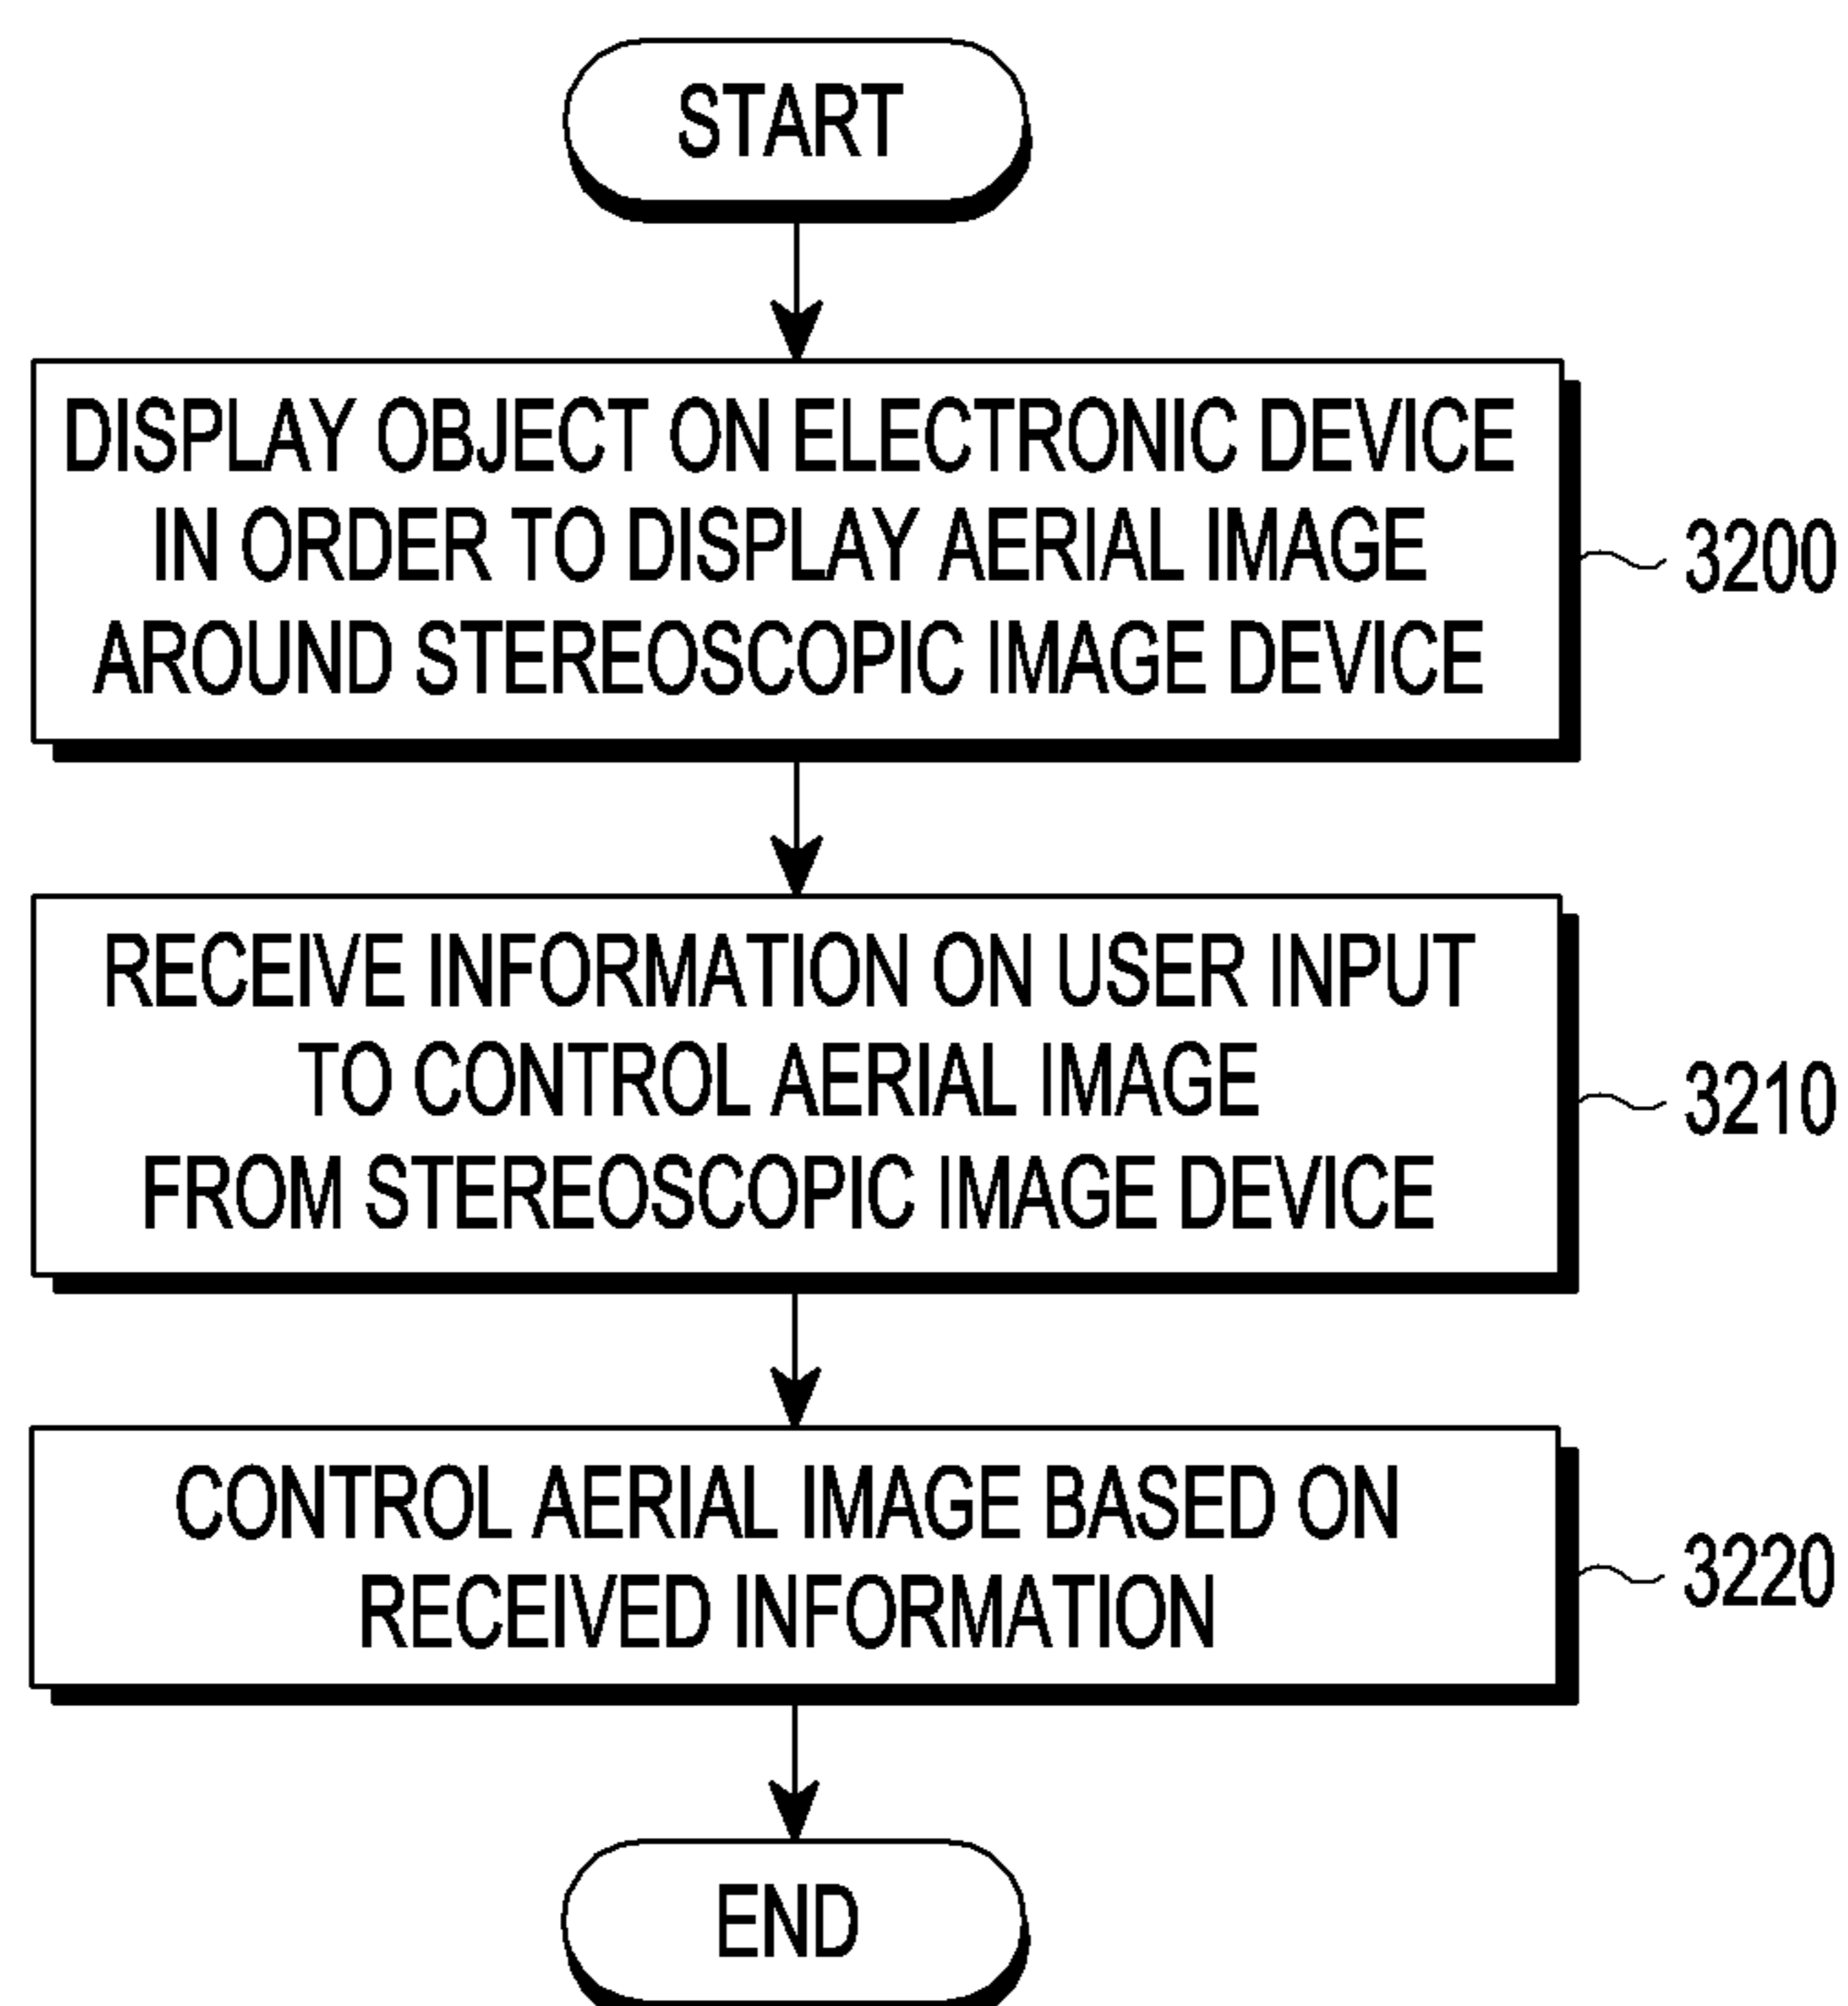 START
DISPLAY OBJECT ON ELECTRONIC DEVICE
IN ORDER TO DISPLAY AERIAL IMAGE
AROUND STEREOSCOPIC IMAGE DEVICE
3200
RECEIVE INFORMATION ON USER INPUT
TO CONTROL AERIAL IMAGE
FROM STEREOSCOPIC IMAGE DEVICE
3210
CONTROL AERIAL IMAGE BASED ON
RECEIVED INFORMATION
3220
END